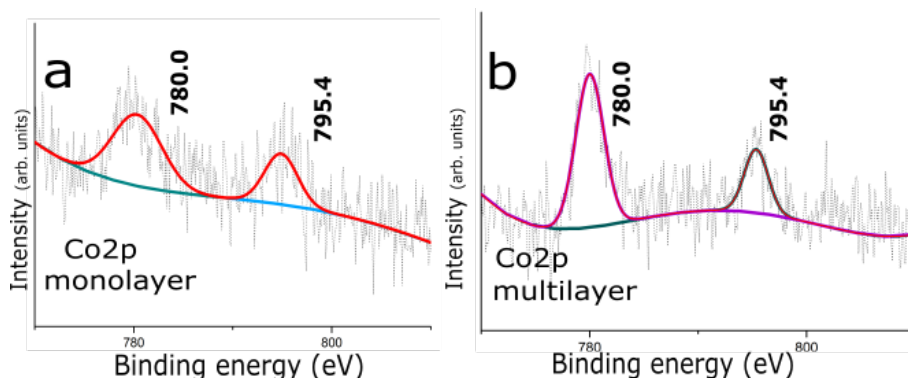 a
780.0
795.4
Intensity (arb. units)
Co2p
monolayer
780
800
Binding energy (eV)
b
780.0
795.4
Intensity (arb. units)
Co2p
multilayer
780
800
Binding energy (eV)